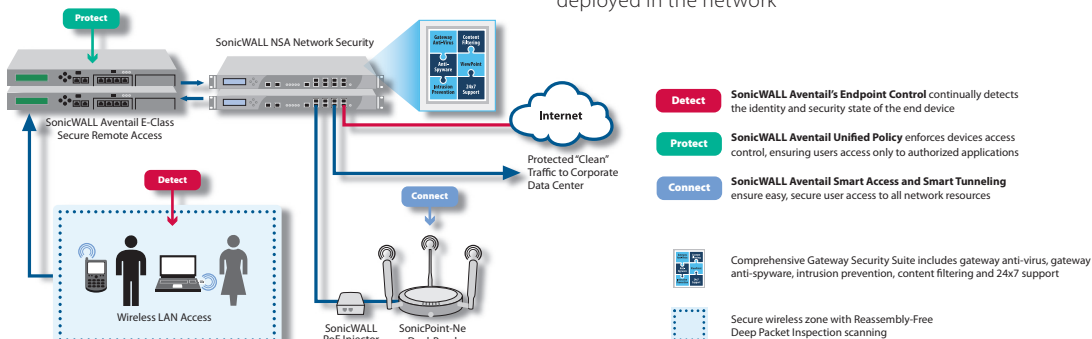 deployed in the network
Protect
SonicWALL NSA Network Security
Gateway Anti-Virus
Content Filtering
Anti-Spyware
ViewPoint
Intrusion Prevention
24x7 Support
SonicWALL Aventail E-Class
Secure Remote Access
Internet
Protected “Clean”
Traffic to Corporate
Data Center
Detect
Connect
Wireless LAN Access
SonicWALL
PoE Injector
SonicPoint-Ne
Detect
SonicWALL Aventail’s Endpoint Control continually detects
the identity and security state of the end device
Protect
SonicWALL Aventail Unified Policy enforces devices access
control, ensuring users access only to authorized applications
Connect
SonicWALL Aventail Smart Access and Smart Tunneling
ensure easy, secure user access to all network resources
Comprehensive Gateway Security Suite includes gateway anti-virus, gateway
anti-spyware, intrusion prevention, content filtering and 24x7 support
Secure wireless zone with Reassembly-Free
Deep Packet Inspection scanning